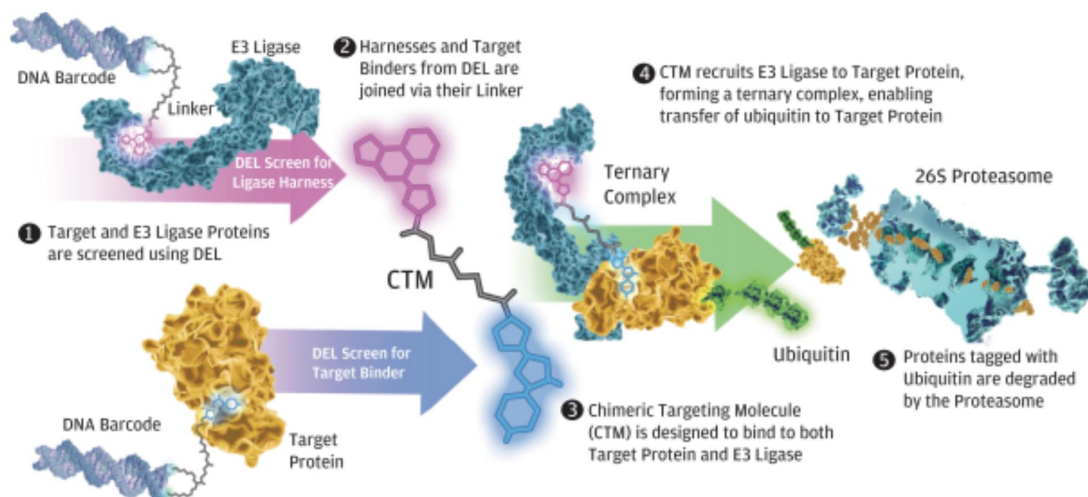 DNA Barcode
E3 Ligase
Linker
DEL Screen for
Ligase Harness
1 Target and E3 Ligase Proteins
are screened using DEL
2 Harnesses and Target
Binders from DEL are
joined via their Linker
CTM
DEL Screen for
Target Binder
DNA Barcode
Target
Protein
3 Chimeric Targeting Molecule
(CTM) is designed to bind to both
Target Protein and E3 Ligase
4 CTM recruits E3 Ligase to Target Protein,
forming a ternary complex, enabling
transfer of ubiquitin to Target Protein
Ternary
Complex
Ubiquitin
26S Proteasome
5 Proteins tagged with
Ubiquitin are degraded
by the Proteasome